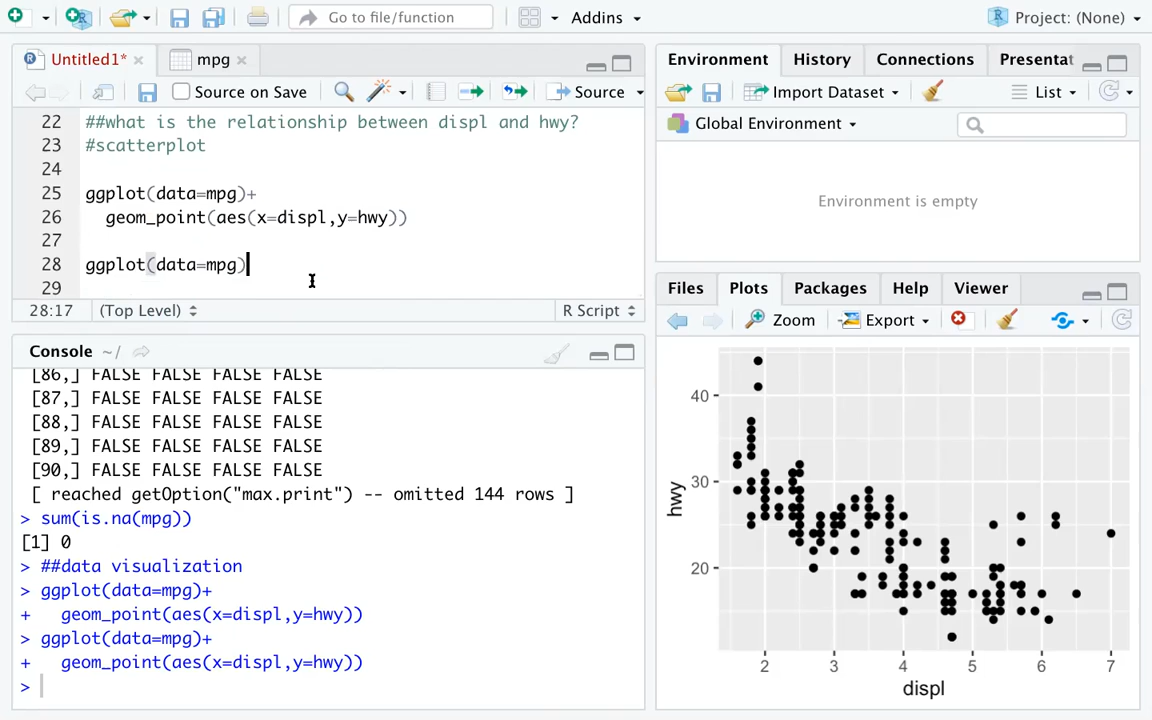 Go to file/function
Addins
Project: (None)
Untitled1*
mpg
Source on Save
Source
22 ##what is the relationship between displ and hwy?
23 #scatterplot
24
25 ggplot(data=mpg)+
26   geom_point(aes(x=displ,y=hwy))
27
28 ggplot(data=mpg)
29
28:17 (Top Level) R Script
Console ~/
[86,] FALSE FALSE FALSE FALSE
[87,] FALSE FALSE FALSE FALSE
[88,] FALSE FALSE FALSE FALSE
[89,] FALSE FALSE FALSE FALSE
[90,] FALSE FALSE FALSE FALSE
[ reached getOption("max.print") -- omitted 144 rows ]
> sum(is.na(mpg))
[1] 0
> ##data visualization
> ggplot(data=mpg)+
+   geom_point(aes(x=displ,y=hwy))
> ggplot(data=mpg)+
+   geom_point(aes(x=displ,y=hwy))
>
Environment History Connections Presentat
Import Dataset List
Global Environment
Environment is empty
Files Plots Packages Help Viewer
Zoom Export
hwy
40
30
20
2 3 4 5 6 7
displ